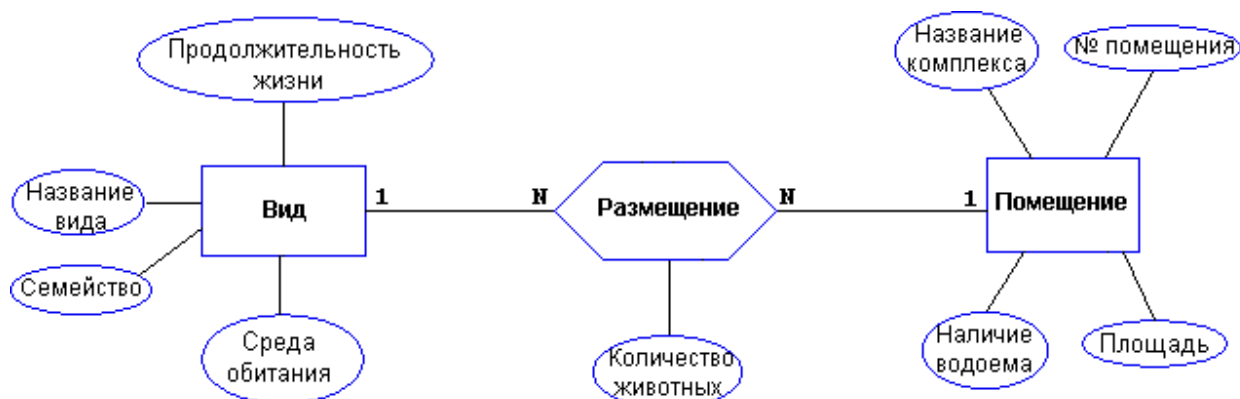 Продолжительность
жизни
Название
комплекса
№ помещения
Название
вида
Вид
1
N
Размещение
N
1
Помещение
Семейство
Среда
обитания
Количество
животных
Наличие
водоема
Площадь